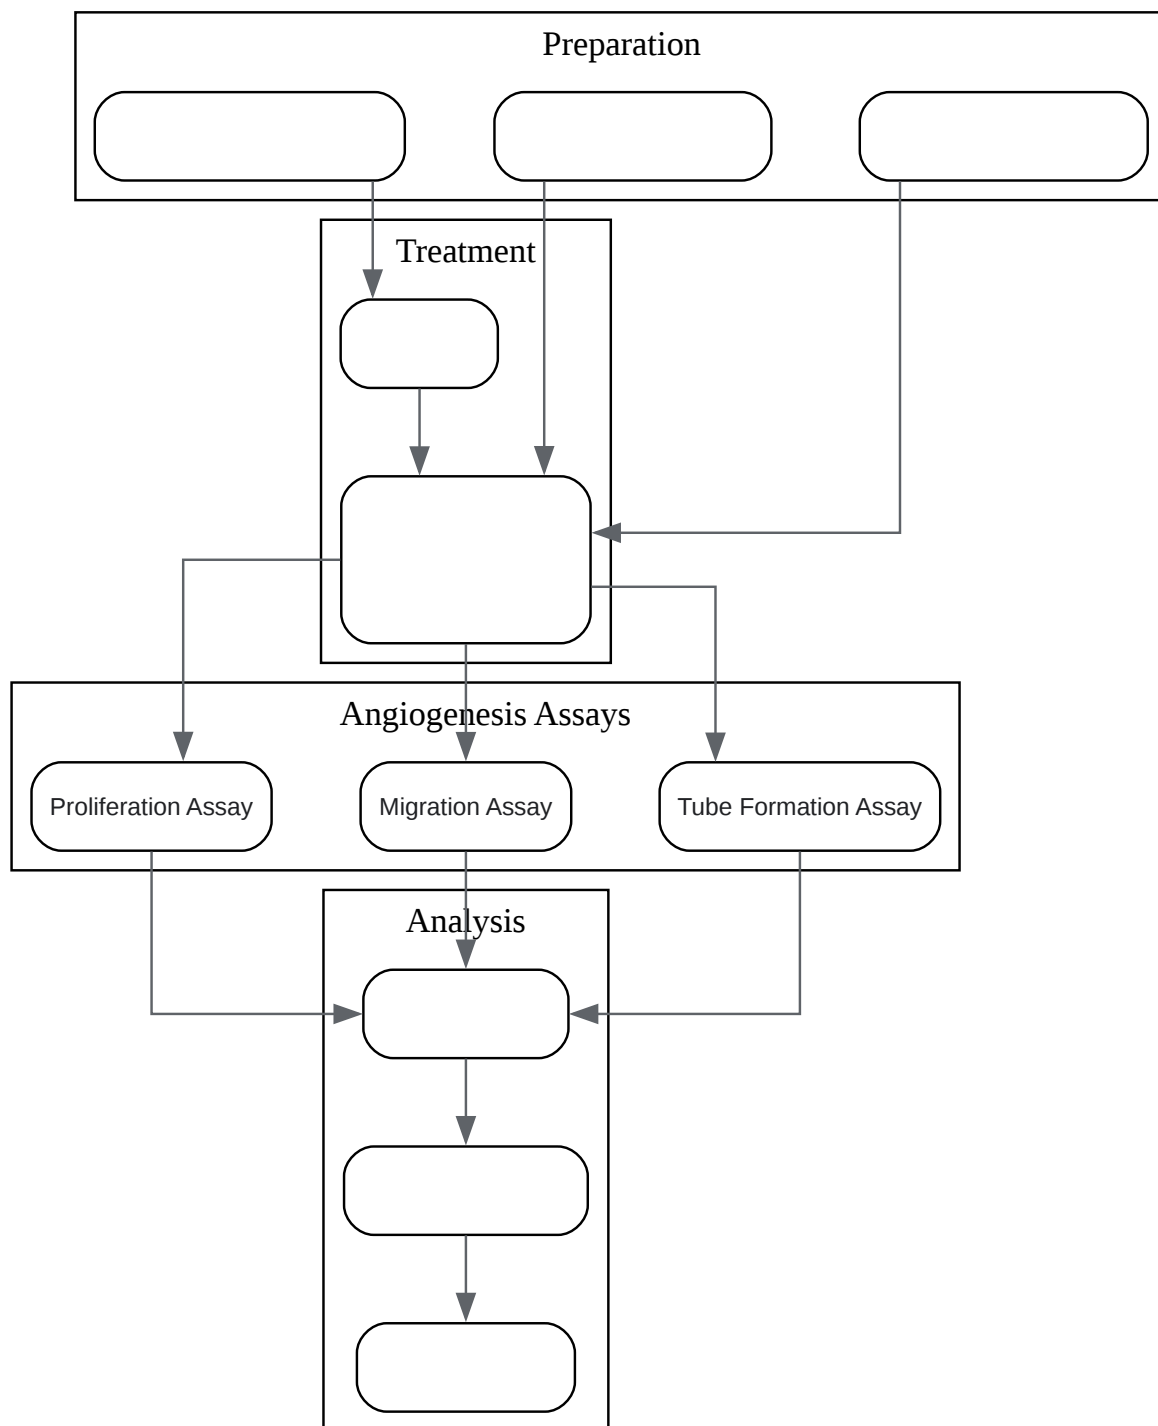 Preparation
Treatment
Angiogenesis Assays
Proliferation Assay
Migration Assay
Tube Formation Assay
Analysis